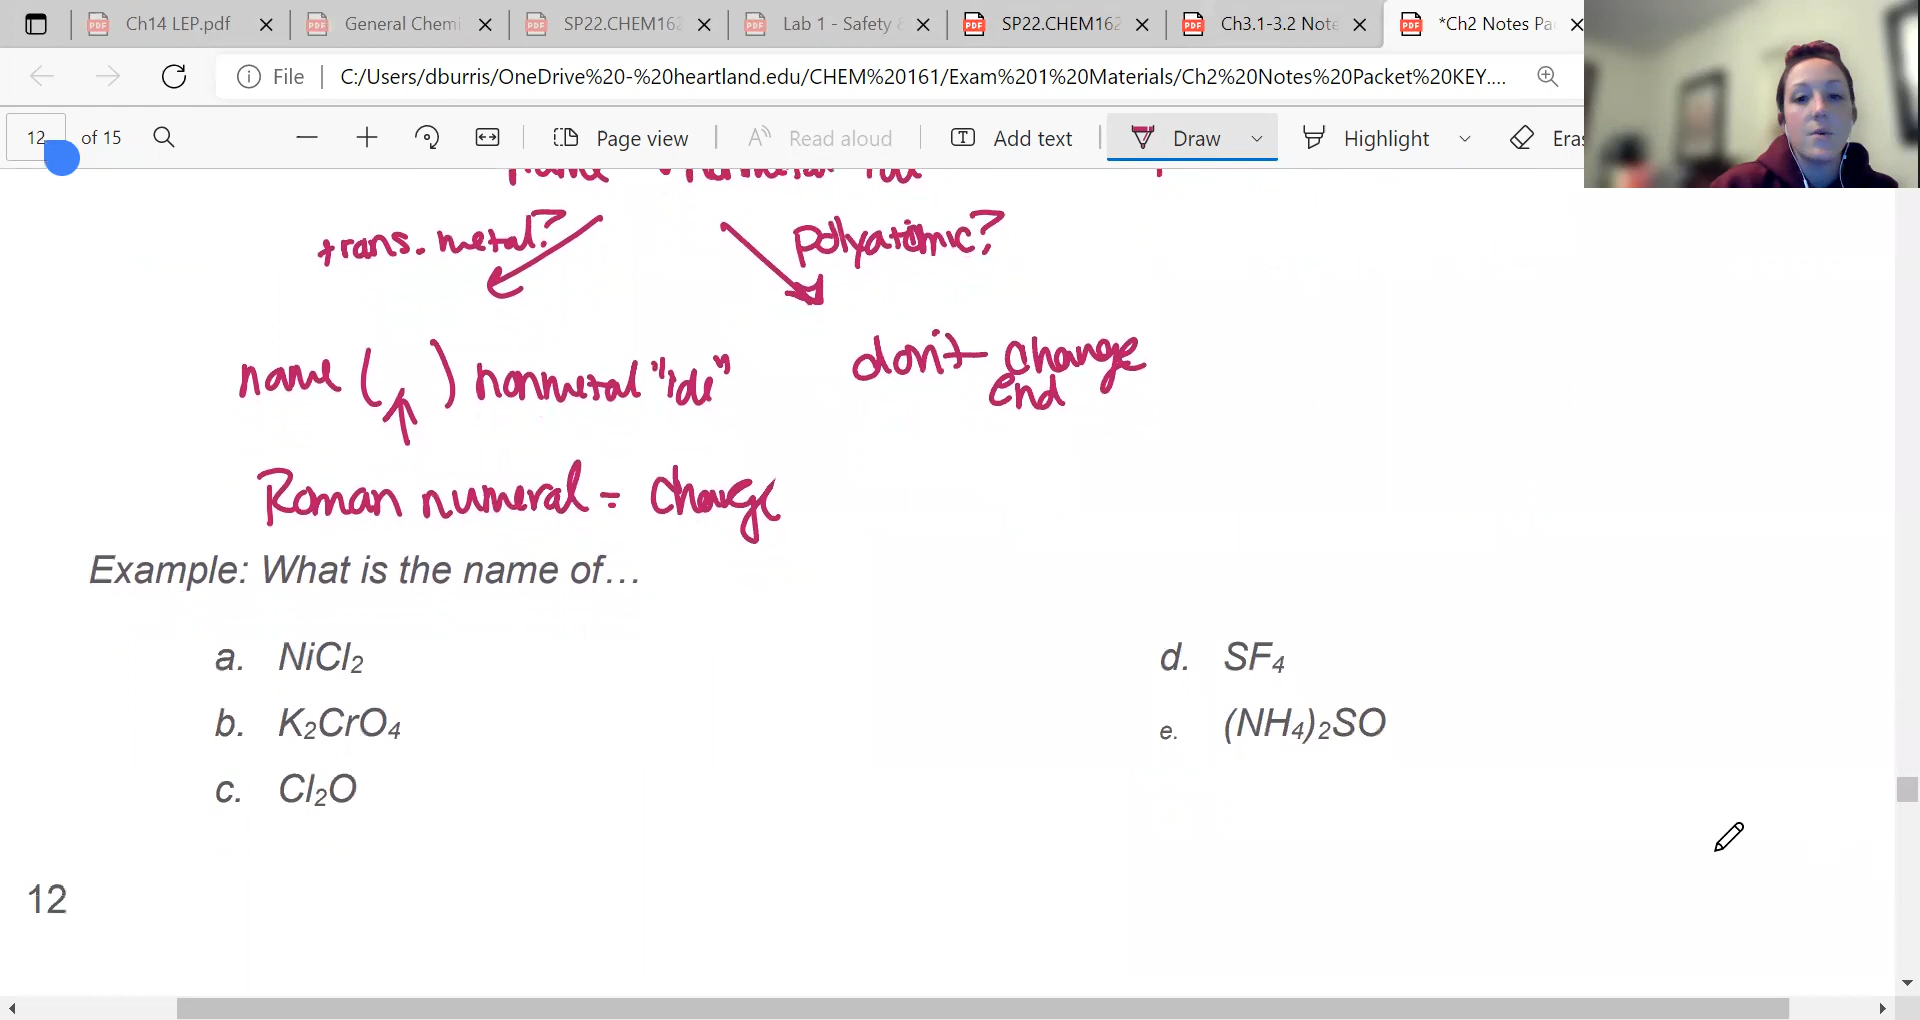 Ch14 LEP.pdf
General Chemi
SP22.CHEM162
Lab 1 - Safety &
SP22.CHEM162
Ch3.1-3.2 Note
*Ch2 Notes Pa
File
C:/Users/dburris/OneDrive%20-%20heartland.edu/CHEM%20161/Exam%201%20Materials/Ch2%20Notes%20Packet%20KEY....
12 of 15
Page view
Read aloud
Add text
Draw
Highlight
Eras
trans. metal?
polyatomic?
name ( ) nonmetal "ide"
don't change
end
Roman numeral = charge
Example: What is the name of…
a. NiCl2
b. K2CrO4
c. Cl2O
d. SF4
e. (NH4)2SO
12